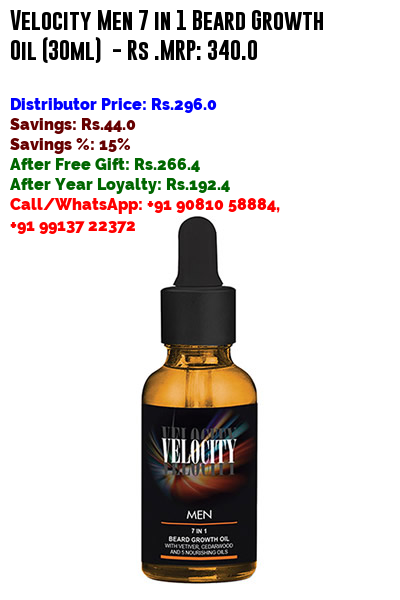 Velocity Men 7 in 1 Beard Growth
Oil (30ml) - Rs .MRP: 340.0
Distributor Price: Rs.296.0
Savings: Rs.44.0
Savings %: 15%
After Free Gift: Rs.266.4
After Year Loyalty: Rs.192.4
Call/WhatsApp: +91 90810 58884,
+91 99137 22372
VELOCITY
VELOCITY
VELOCITY
MEN
7 IN 1
BEARD GROWTH OIL
WITH VETIVER, CEDARWOOD
AND 5 NOURISHING OILS